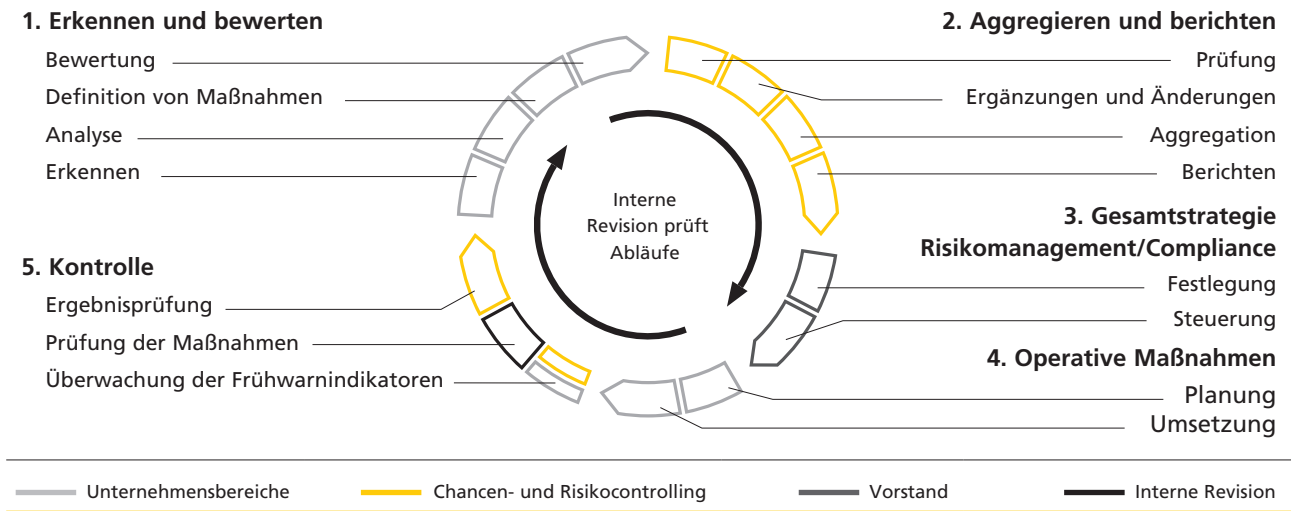 1. Erkennen und bewerten
Bewertung
Definition von Maßnahmen
Analyse
Erkennen
2. Aggregieren und berichten
Prüfung
Ergänzungen und Änderungen
Aggregation
Berichten
3. Gesamtstrategie
Risikomanagement/Compliance
Festlegung
Steuerung
4. Operative Maßnahmen
Planung
Umsetzung
5. Kontrolle
Ergebnisprüfung
Prüfung der Maßnahmen
Überwachung der Frühwarnindikatoren
Interne
Revision prüft
Abläufe
Unternehmensbereiche
Chancen- und Risikocontrolling
Vorstand
Interne Revision